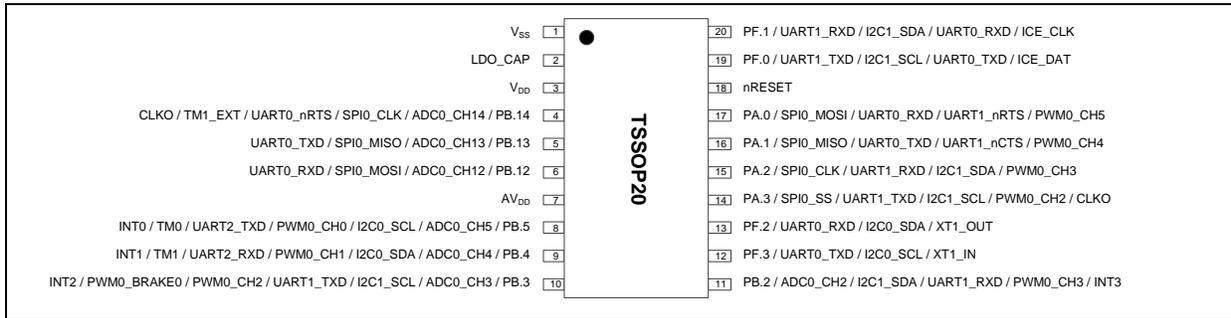 V_SS 1
LDO_CAP 2
V_DD 3
CLKO / TM1_EXT / UART0_nRTS / SPI0_CLK / ADC0_CH14 / PB.14 4
UART0_TXD / SPI0_MISO / ADC0_CH13 / PB.13 5
UART0_RXD / SPI0_MOSI / ADC0_CH12 / PB.12 6
AV_DD 7
INT0 / TM0 / UART2_TXD / PWM0_CH0 / I2C0_SCL / ADC0_CH5 / PB.5 8
INT1 / TM1 / UART2_RXD / PWM0_CH1 / I2C0_SDA / ADC0_CH4 / PB.4 9
INT2 / PWM0_BRAKE0 / PWM0_CH2 / UART1_TXD / I2C1_SCL / ADC0_CH3 / PB.3 10
TSSOP20
20 PF.1 / UART1_RXD / I2C1_SDA / UART0_RXD / ICE_CLK
19 PF.0 / UART1_TXD / I2C1_SCL / UART0_TXD / ICE_DAT
18 nRESET
17 PA.0 / SPI0_MOSI / UART0_RXD / UART1_nRTS / PWM0_CH5
16 PA.1 / SPI0_MISO / UART0_TXD / UART1_nCTS / PWM0_CH4
15 PA.2 / SPI0_CLK / UART1_RXD / I2C1_SDA / PWM0_CH3
14 PA.3 / SPI0_SS / UART1_TXD / I2C1_SCL / PWM0_CH2 / CLKO
13 PF.2 / UART0_RXD / I2C0_SDA / XT1_OUT
12 PF.3 / UART0_TXD / I2C0_SCL / XT1_IN
11 PB.2 / ADC0_CH2 / I2C1_SDA / UART1_RXD / PWM0_CH3 / INT3